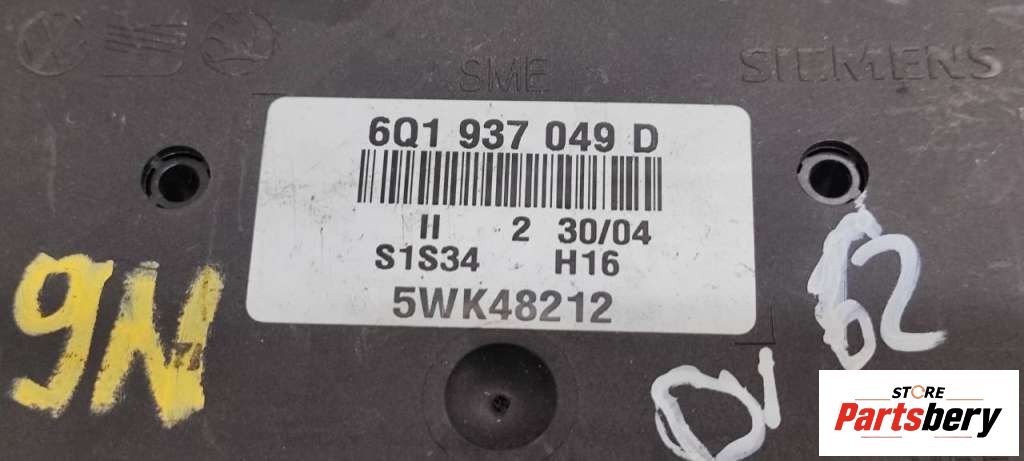 SME
SIEMENS
6Q1 937 049 D
II 2 30/04
S1S34 H16
5WK48212
9N
62
STORE
Partsbery